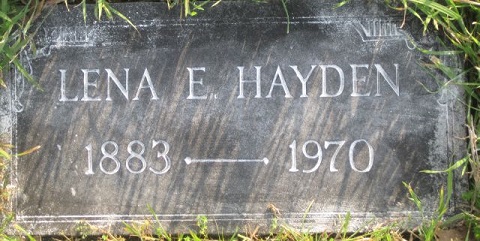 LENA E. HAYDEN
1883 — 1970